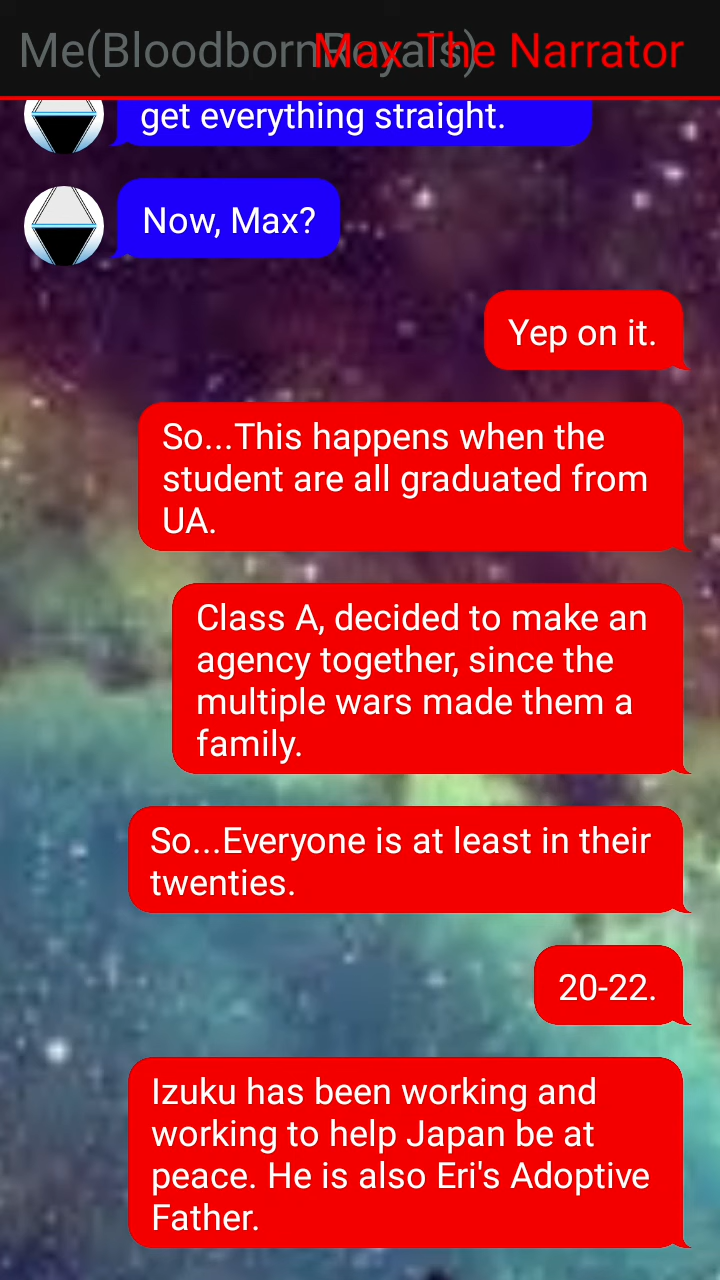 Me(BloodbornRoyals)
Max The Narrator
get everything straight.
Now, Max?
Yep on it.
So...This happens when the
student are all graduated from
UA.
Class A, decided to make an
agency together, since the
multiple wars made them a
family.
So...Everyone is at least in their
twenties.
20-22.
Izuku has been working and
working to help Japan be at
peace. He is also Eri's Adoptive
Father.